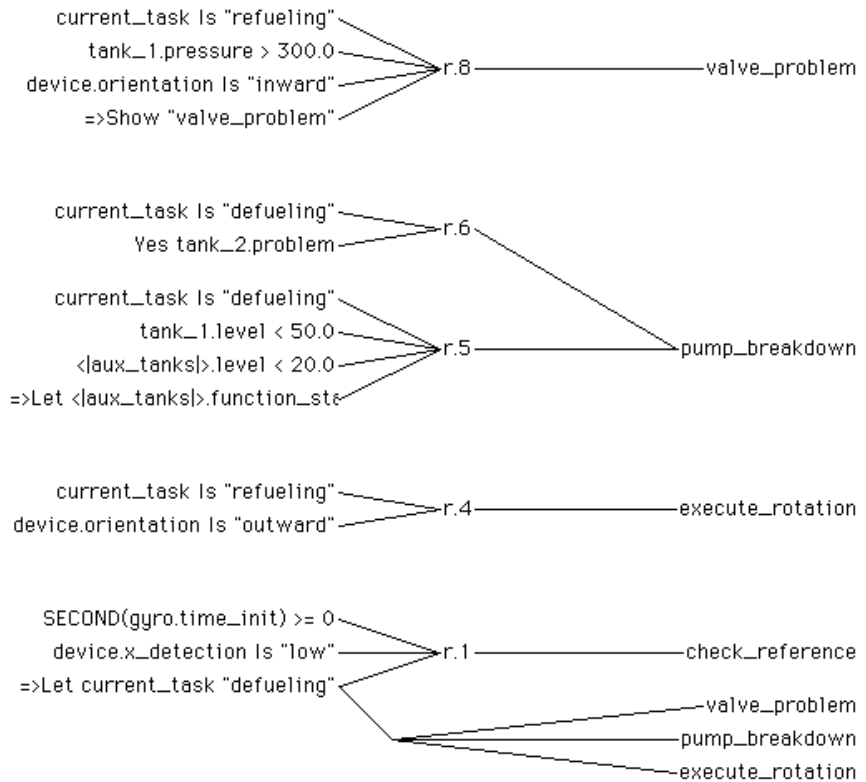 current_task Is "refueling"
tank_1.pressure > 300.0
device.orientation Is "inward"
=>Show "valve_problem"
r.8
valve_problem
current_task Is "defueling"
Yes tank_2.problem
r.6
current_task Is "defueling"
tank_1.level < 50.0
<|aux_tanks|>.level < 20.0
=>Let <|aux_tanks|>.function_sta
r.5
pump_breakdown
current_task Is "refueling"
device.orientation Is "outward"
r.4
execute_rotation
SECOND(gyro.time_init) >= 0
device.x_detection Is "low"
=>Let current_task "defueling"
r.1
check_reference
valve_problem
pump_breakdown
execute_rotation